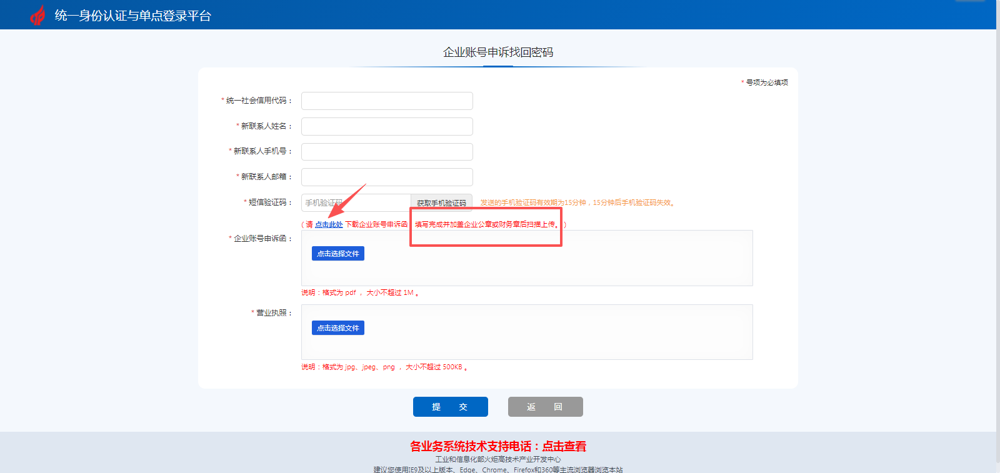 统一身份认证与单点登录平台
企业账号申诉找回密码
* 号项为必填项
* 统一社会信用代码：
* 新联系人姓名：
* 新联系人手机号：
* 新联系人邮箱：
* 短信验证码： 手机验证码 获取手机验证码 发送的手机验证码有效期为15分钟，15分钟后手机验证码失效。
( 请 点击此处 下载企业账号申诉函 填写完成并加盖企业公章或财务章后扫描上传。 )
* 企业账号申诉函：
点击选择文件
说明：格式为 pdf ， 大小不超过 1M 。
* 营业执照：
点击选择文件
说明：格式为 jpg、jpeg、png ， 大小不超过 500KB 。
提 交 返 回
各业务系统技术支持电话：点击查看
工业和信息化部火炬高技术产业开发中心
建议您使用IE9及以上版本、Edge、Chrome、Firefox和360等主流浏览器浏览本站